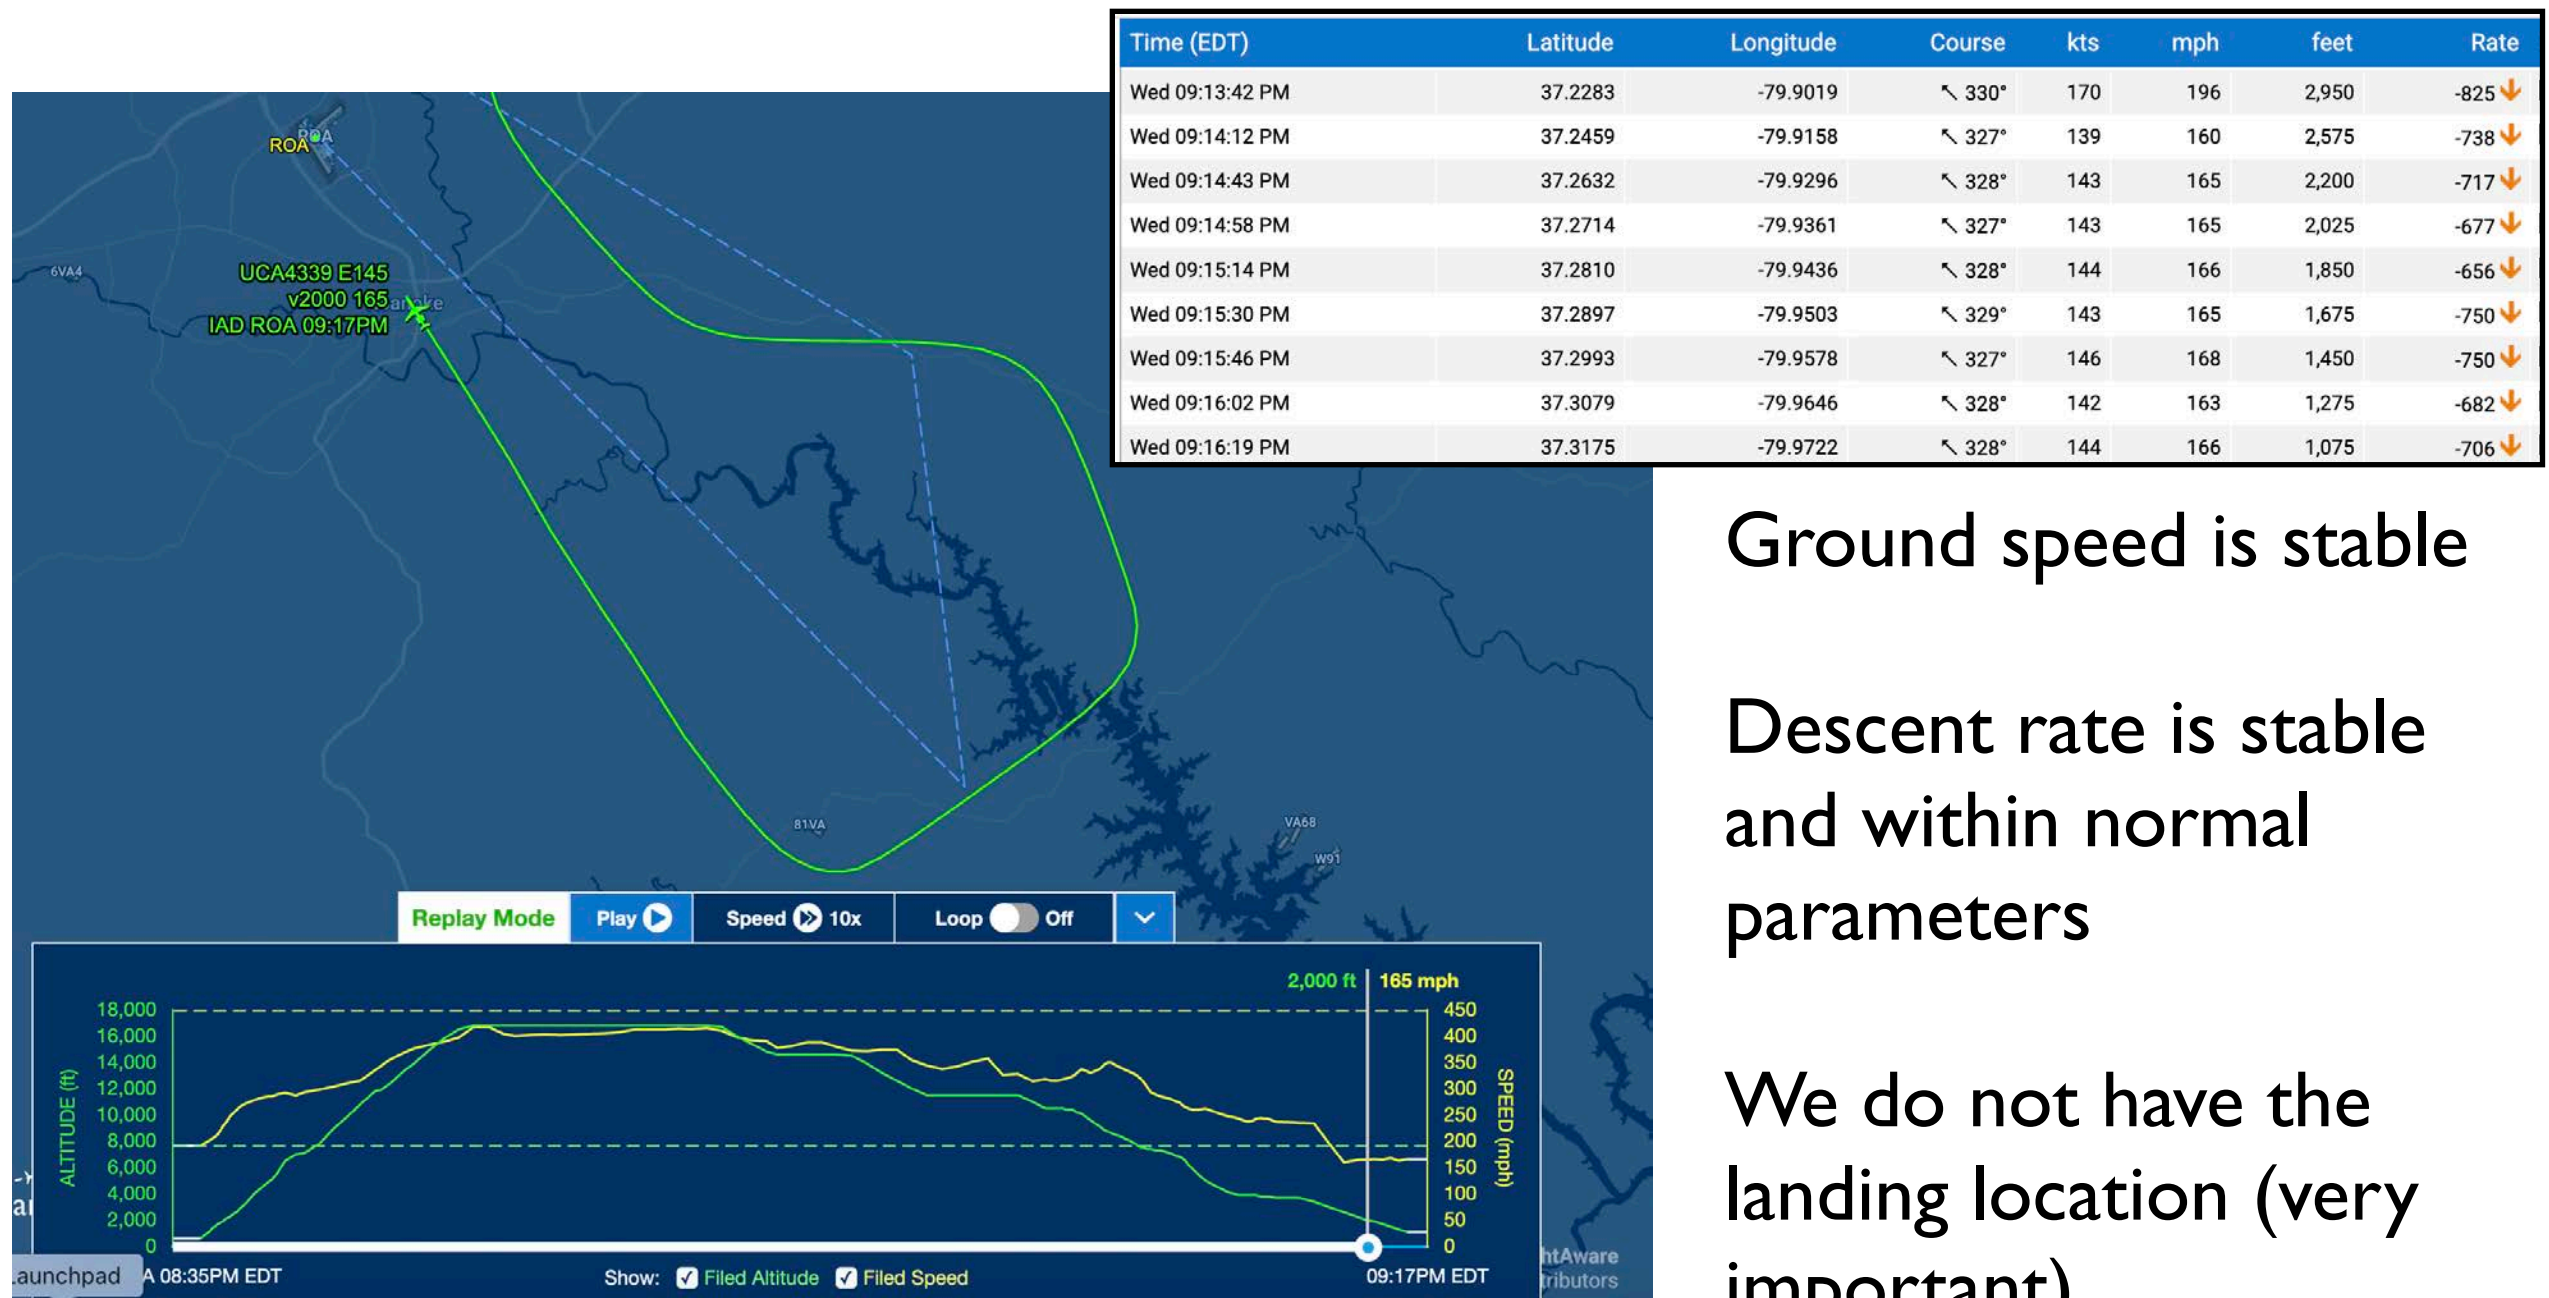 Time (EDT) Latitude Longitude Course kts mph feet Rate
Wed 09:13:42 PM 37.2283 -79.9019 ↖ 330° 170 196 2,950 -825 ↓
Wed 09:14:12 PM 37.2459 -79.9158 ↖ 327° 139 160 2,575 -738 ↓
Wed 09:14:43 PM 37.2632 -79.9296 ↖ 328° 143 165 2,200 -717 ↓
Wed 09:14:58 PM 37.2714 -79.9361 ↖ 327° 143 165 2,025 -677 ↓
Wed 09:15:14 PM 37.2810 -79.9436 ↖ 328° 144 166 1,850 -656 ↓
Wed 09:15:30 PM 37.2897 -79.9503 ↖ 329° 143 165 1,675 -750 ↓
Wed 09:15:46 PM 37.2993 -79.9578 ↖ 327° 146 168 1,450 -750 ↓
Wed 09:16:02 PM 37.3079 -79.9646 ↖ 328° 142 163 1,275 -682 ↓
Wed 09:16:19 PM 37.3175 -79.9722 ↖ 328° 144 166 1,075 -706 ↓
ROA
ROA
6VA4
UCA4339 E145
v2000 165
IAD ROA 09:17PM
81VA
VA68
W91
Replay Mode Play Speed 10x Loop Off
2,000 ft 165 mph
ALTITUDE (ft)
18,000
16,000
14,000
12,000
10,000
8,000
6,000
4,000
2,000
0
450
400
350
300
250
200
150
100
50
0
SPEED (mph)
A 08:35PM EDT
Show: Filed Altitude Filed Speed
09:17PM EDT
aunchpad
htAware
tributors
Ground speed is stable
Descent rate is stable
and within normal
parameters
We do not have the
landing location (very
important)